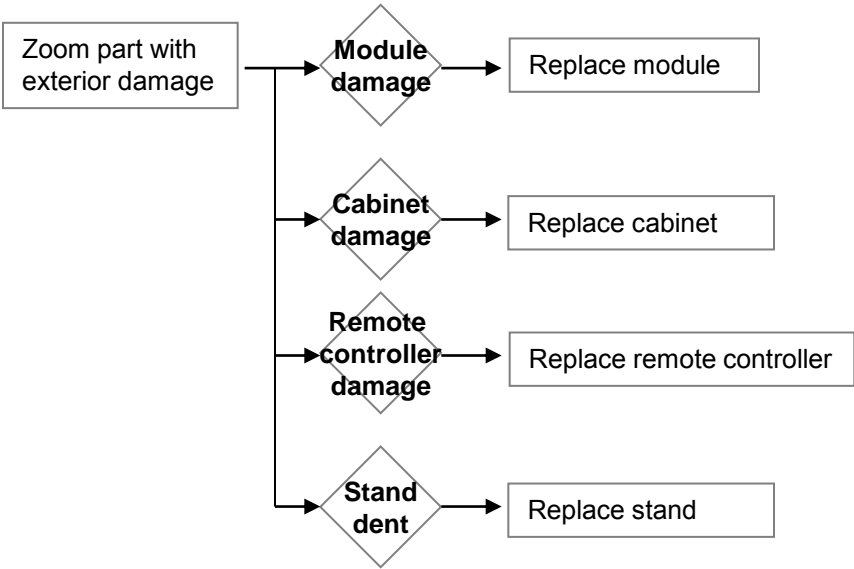 Zoom part with
exterior damage
Module
damage
Replace module
Cabinet
damage
Replace cabinet
Remote
controller
damage
Replace remote controller
Stand
dent
Replace stand